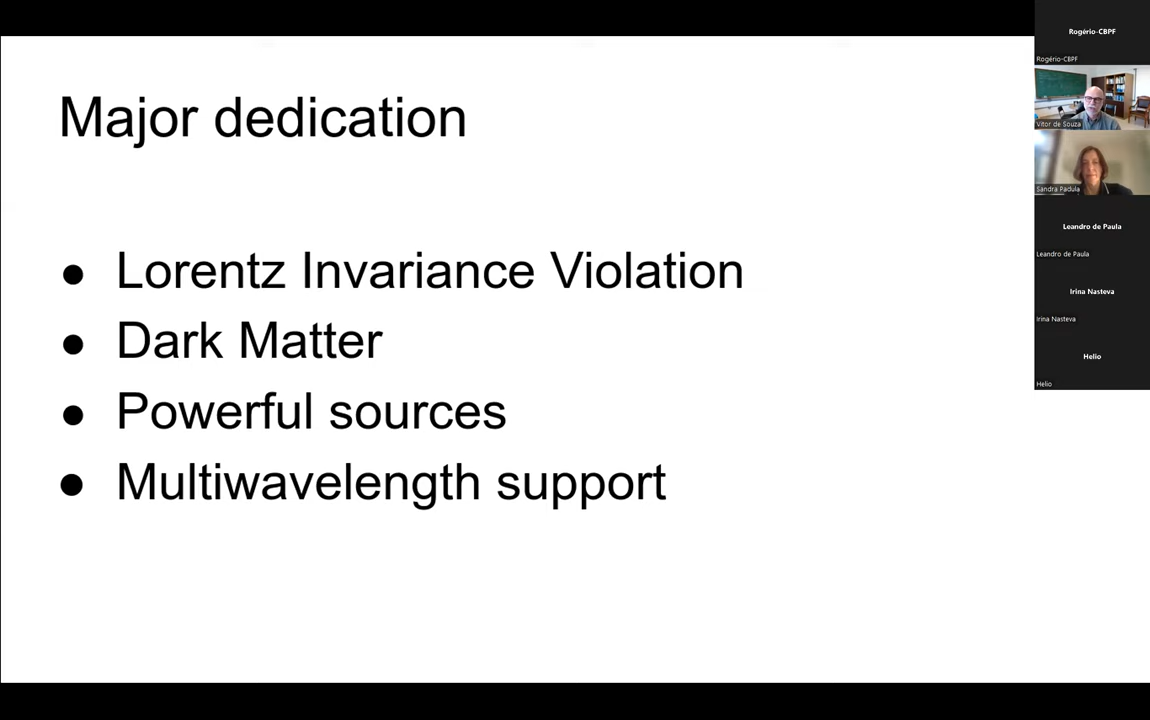 Major dedication
● Lorentz Invariance Violation
● Dark Matter
● Powerful sources
● Multiwavelength support
Rogério-CBPF
Rogério-CBPF
Vitor de Souza
Sandra Padula
Leandro de Paula
Leandro de Paula
Irina Nasteva
Irina Nasteva
Helio
Helio